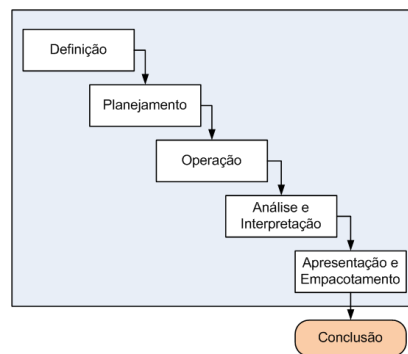 Definição
Planejamento
Operação
Análise e
Interpretação
Apresentação e
Empacotamento
Conclusão